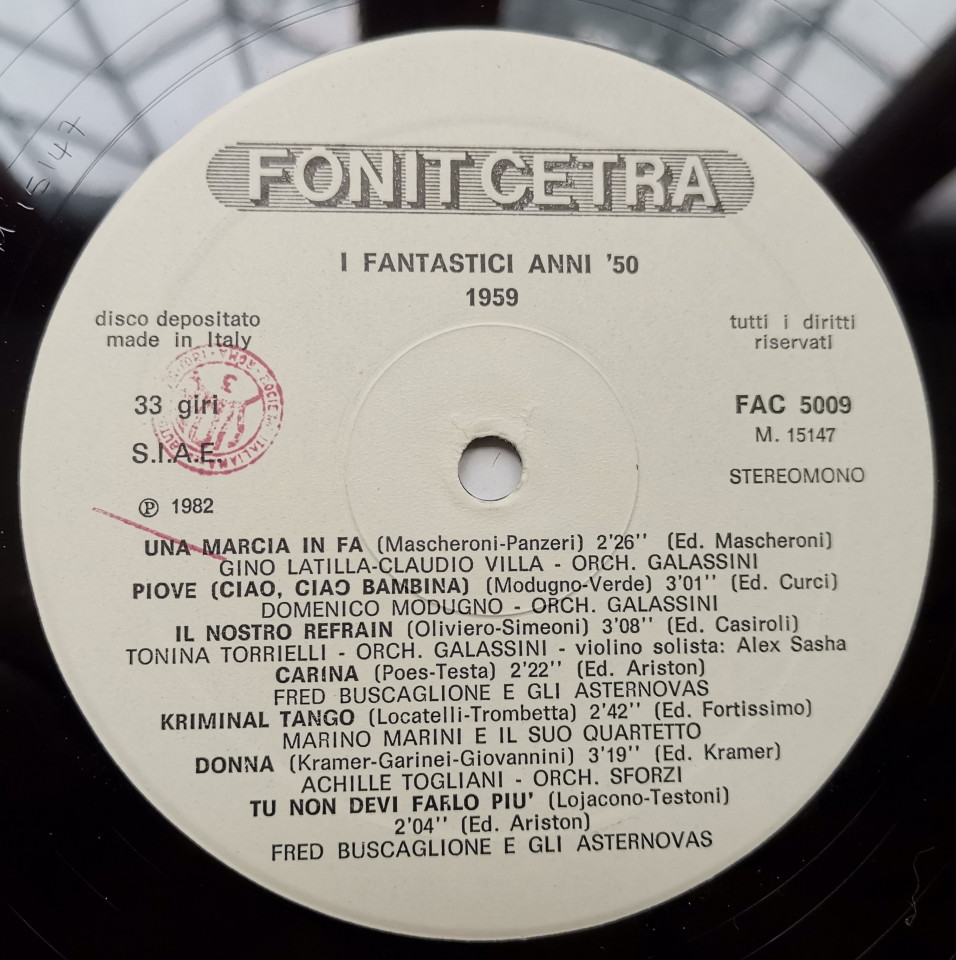 FONIT CETRA
I FANTASTICI ANNI '50
1959
disco depositato
made in Italy
tutti i diritti
riservati
33 giri
S.I.A.E.
℗ 1982
FAC 5009
M. 15147
STEREOMONO
UNA MARCIA IN FA (Mascheroni-Panzeri) 2'26'' (Ed. Mascheroni)
GINO LATILLA-CLAUDIO VILLA - ORCH. GALASSINI
PIOVE (CIAO, CIAO BAMBINA) (Modugno-Verde) 3'01'' (Ed. Curci)
DOMENICO MODUGNO - ORCH. GALASSINI
IL NOSTRO REFRAIN (Oliviero-Simeoni) 3'08'' (Ed. Casiroli)
TONINA TORRIELLI - ORCH. GALASSINI - violino solista: Alex Sasha
CARINA (Poes-Testa) 2'22'' (Ed. Ariston)
FRED BUSCAGLIONE E GLI ASTERNOVAS
KRIMINAL TANGO (Locatelli-Trombetta) 2'42'' (Ed. Fortissimo)
MARINO MARINI E IL SUO QUARTETTO
DONNA (Kramer-Garinei-Giovannini) 3'19'' (Ed. Kramer)
ACHILLE TOGLIANI - ORCH. SFORZI
TU NON DEVI FARLO PIU' (Lojacono-Testoni)
2'04'' (Ed. Ariston)
FRED BUSCAGLIONE E GLI ASTERNOVAS
15147